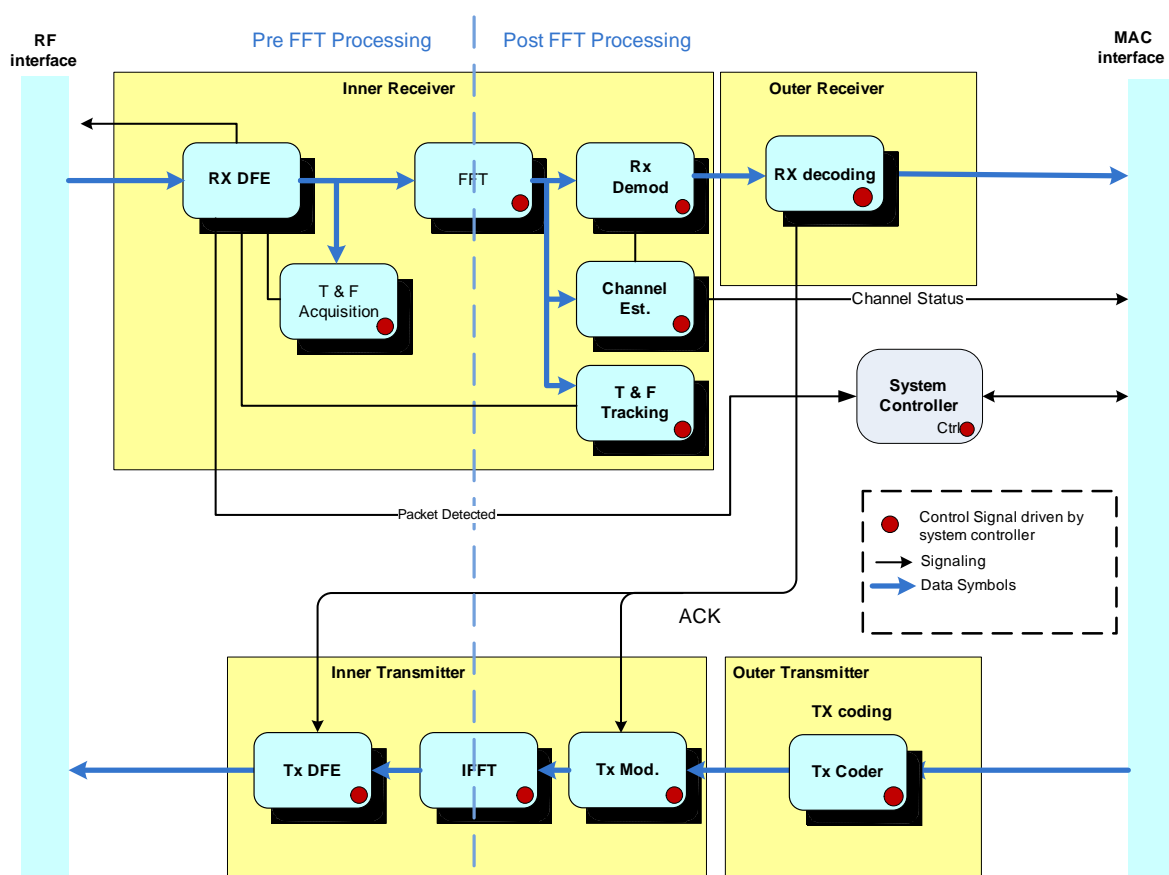 RF
interface
Pre FFT Processing
Post FFT Processing
MAC
interface
Inner Receiver
Outer Receiver
RX DFE
FFT
Rx
Demod
RX decoding
T & F
Acquisition
Channel
Est.
Channel Status
T & F
Tracking
System
Controller
Ctrl
Packet Detected
Control Signal driven by
system controller
Signaling
Data Symbols
ACK
Inner Transmitter
Outer Transmitter
TX coding
Tx DFE
IFFT
Tx Mod.
Tx Coder